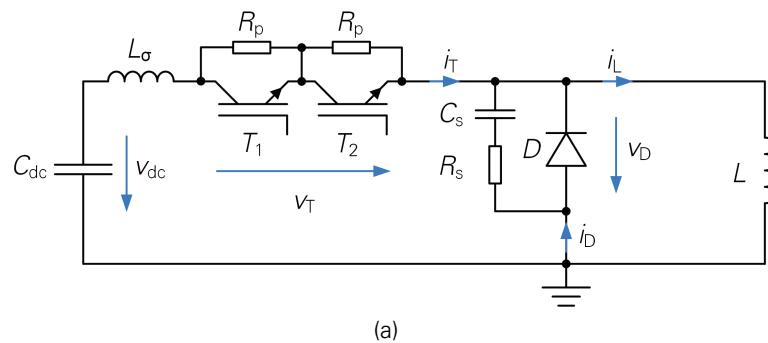 Rp Rp
Lσ
iT iL
Cs
T1 T2 D vD
Cdc vdc Rs L
vT
iD
(a)